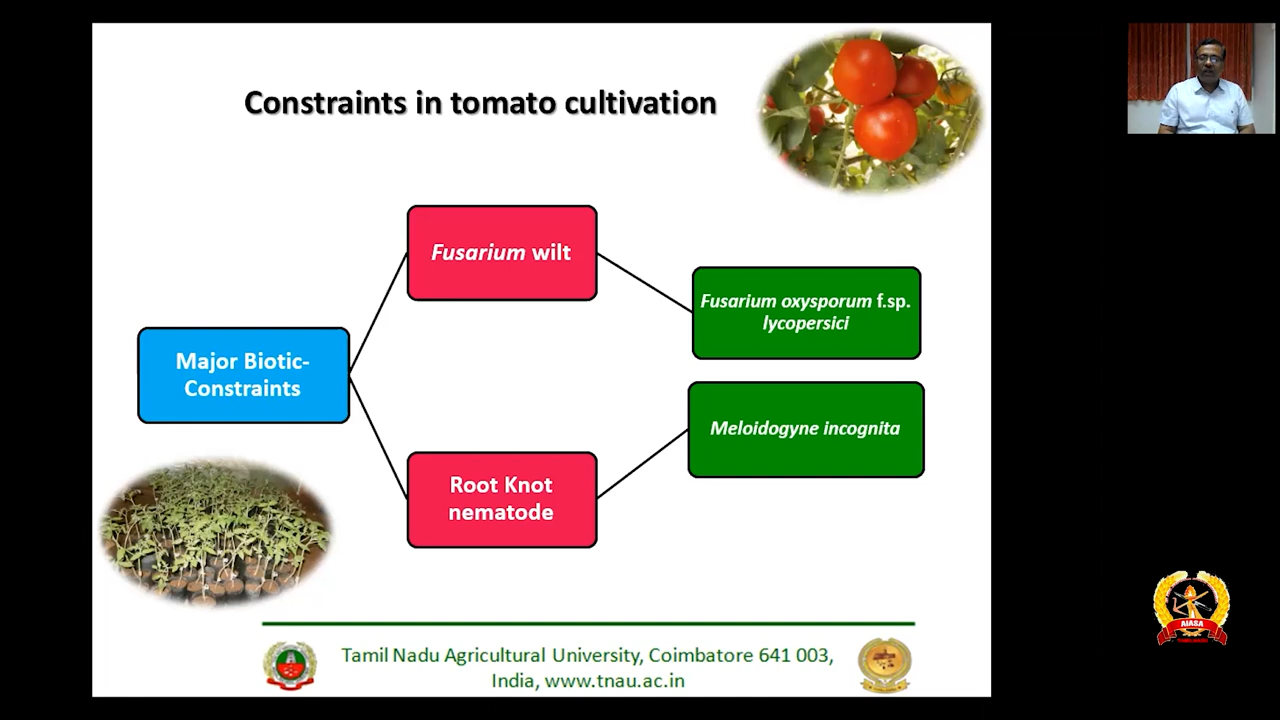 Constraints in tomato cultivation
Fusarium wilt
Fusarium oxysporum f.sp.
lycopersici
Major Biotic-
Constraints
Meloidogyne incognita
Root Knot
nematode
Tamil Nadu Agricultural University, Coimbatore 641 003,
India, www.tnau.ac.in
AIASA